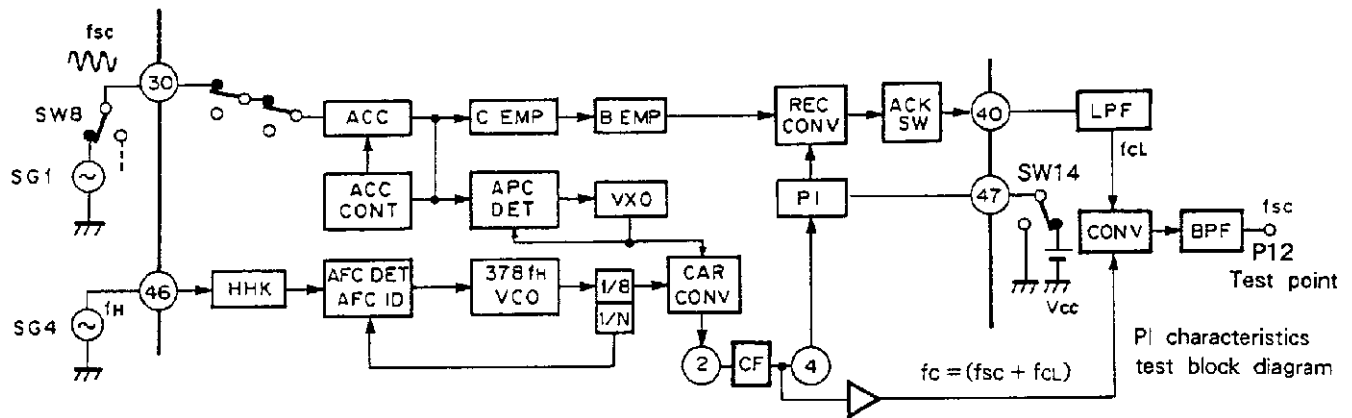 fsc
30
SW8
SG1
ACC
C EMP
B EMP
REC
CONV
ACK
SW
40
LPF
fCL
ACC
CONT
APC
DET
VXO
PI
47
SW14
Vcc
CONV
BPF
fsc
P12
Test point
46
fH
SG4
HHK
AFC DET
AFC ID
378fH
VCO
1/8
1/N
CAR
CONV
2
CF
4
fc = (fsc + fCL)
PI characteristics
test block diagram